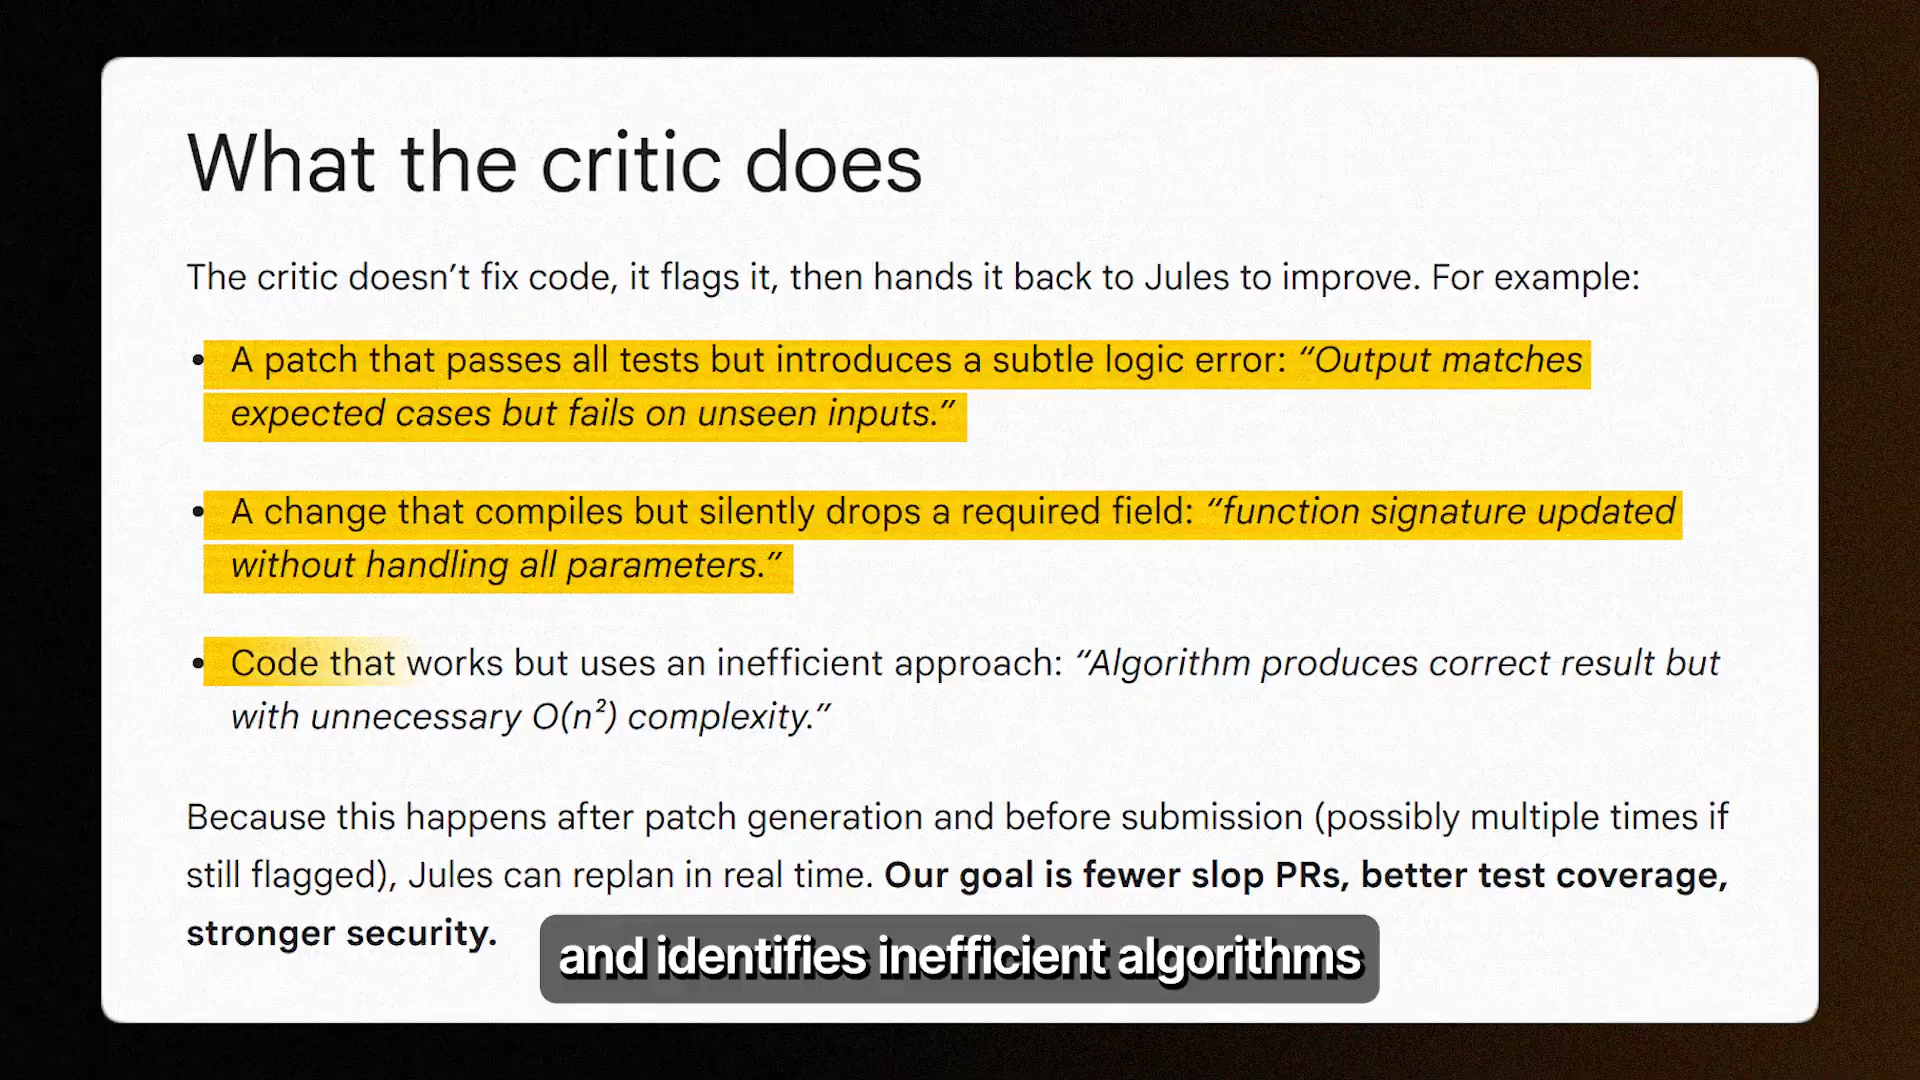 What the critic does
The critic doesn’t fix code, it flags it, then hands it back to Jules to improve. For example:
• A patch that passes all tests but introduces a subtle logic error: “Output matches
expected cases but fails on unseen inputs.”
• A change that compiles but silently drops a required field: “function signature updated
without handling all parameters.”
• Code that works but uses an inefficient approach: “Algorithm produces correct result but
with unnecessary O(n²) complexity.”
Because this happens after patch generation and before submission (possibly multiple times if
still flagged), Jules can replan in real time. Our goal is fewer slop PRs, better test coverage,
stronger security.
and identifies inefficient algorithms